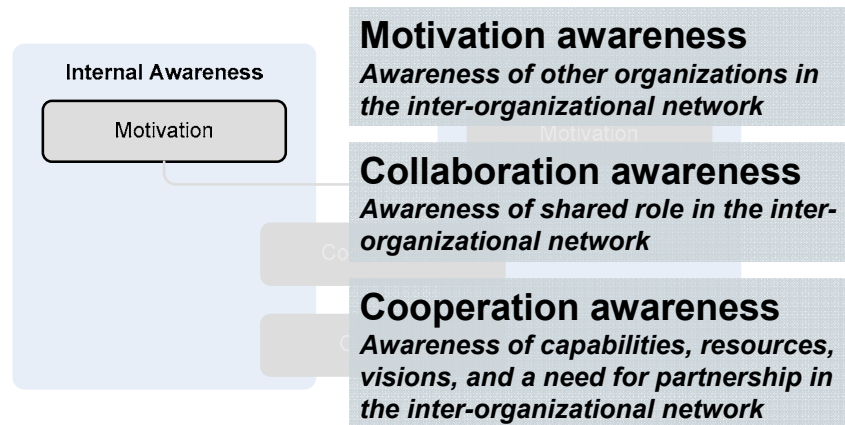 Internal Awareness
Motivation
Motivation awareness
Awareness of other organizations in
the inter-organizational network
Motivation
Collaboration awareness
Awareness of shared role in the inter-
organizational network
Co
Cooperation awareness
Awareness of capabilities, resources,
visions, and a need for partnership in
the inter-organizational network